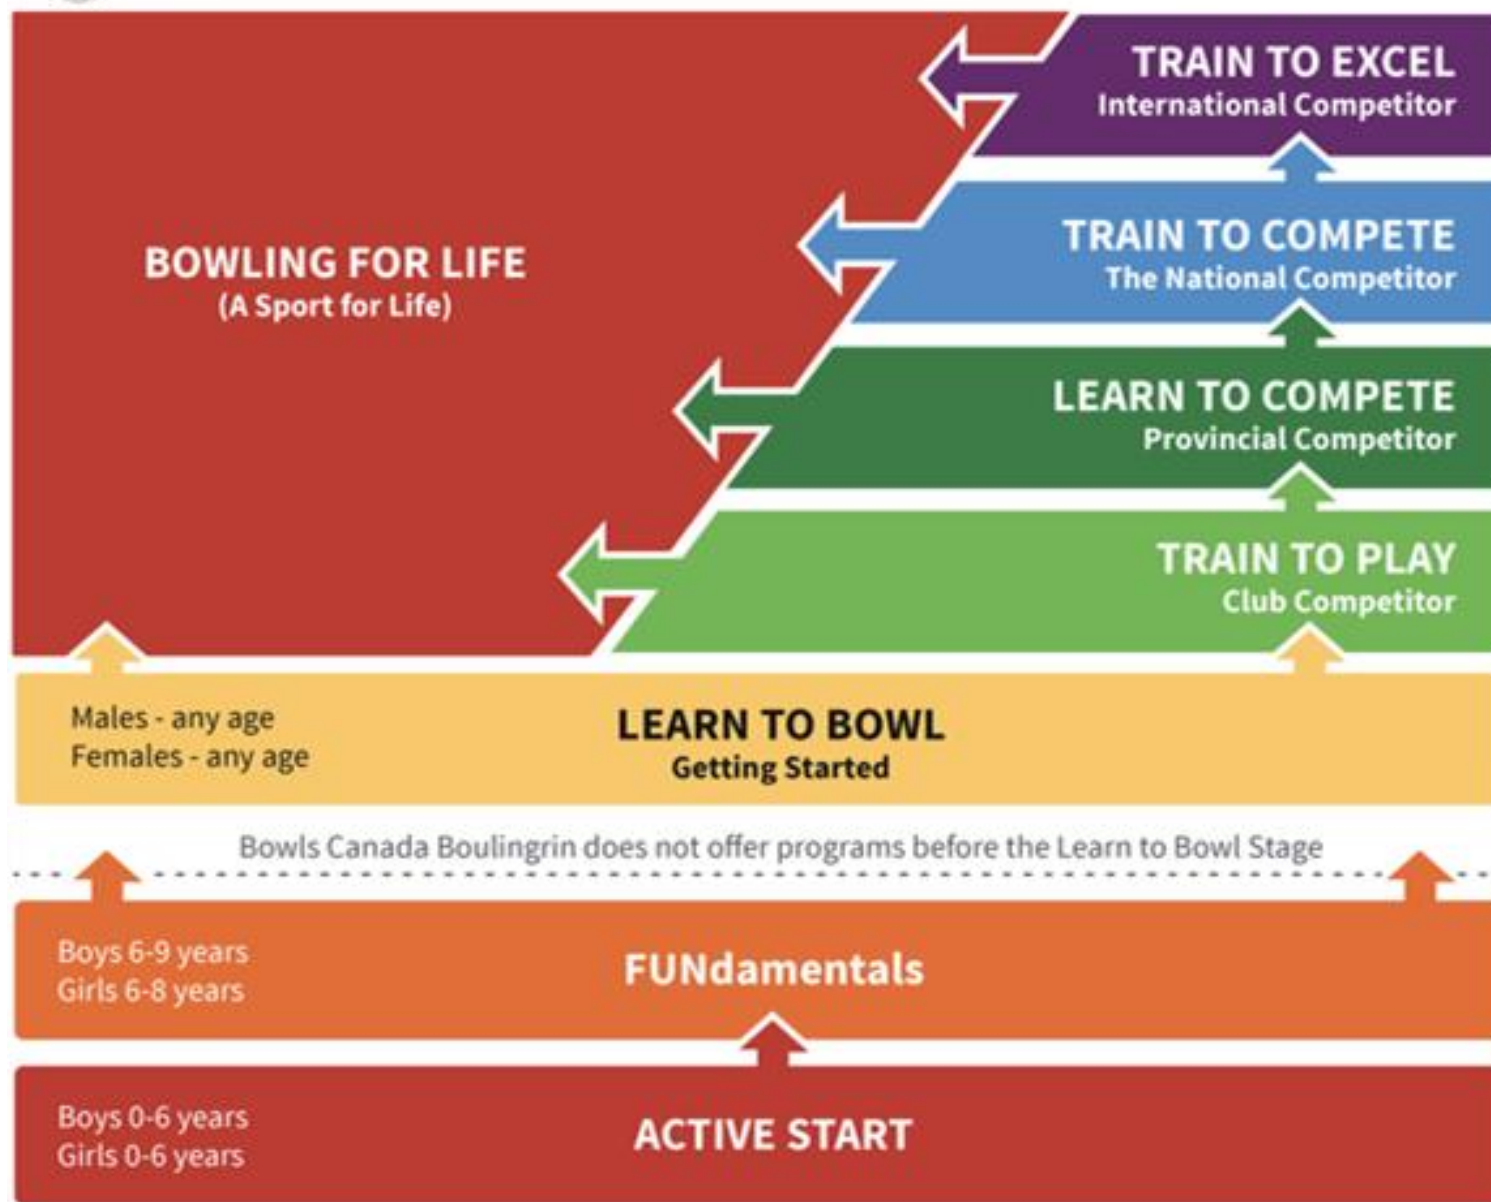 TRAIN TO EXCEL
International Competitor
TRAIN TO COMPETE
The National Competitor
BOWLING FOR LIFE
(A Sport for Life)
LEARN TO COMPETE
Provincial Competitor
TRAIN TO PLAY
Club Competitor
Males - any age
Females - any age
LEARN TO BOWL
Getting Started
Bowls Canada Boulingrin does not offer programs before the Learn to Bowl Stage
Boys 6-9 years
Girls 6-8 years
FUNdamentals
Boys 0-6 years
Girls 0-6 years
ACTIVE START